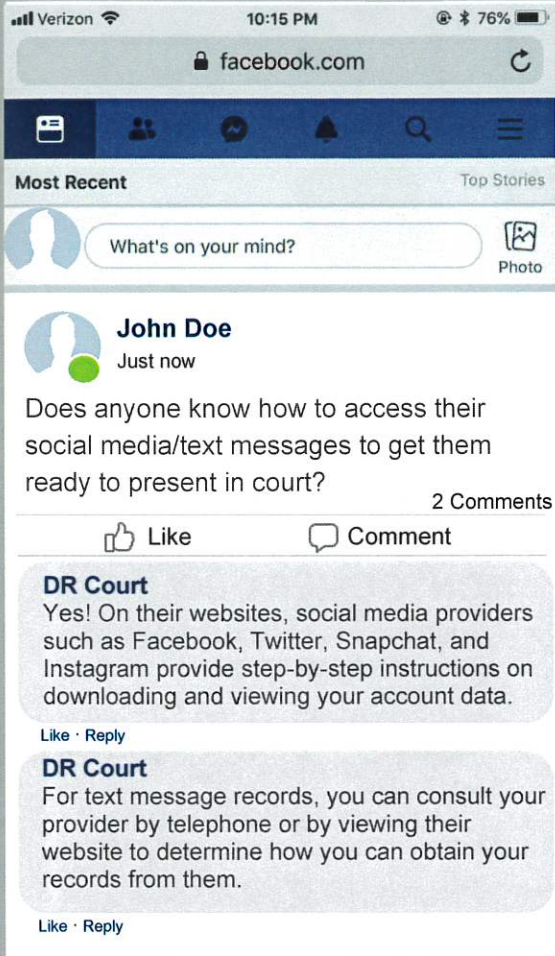 Verizon 10:15 PM 76%
facebook.com
Most Recent Top Stories
What's on your mind?
Photo
John Doe
Just now
Does anyone know how to access their
social media/text messages to get them
ready to present in court?
2 Comments
Like Comment
DR Court
Yes! On their websites, social media providers
such as Facebook, Twitter, Snapchat, and
Instagram provide step-by-step instructions on
downloading and viewing your account data.
Like · Reply
DR Court
For text message records, you can consult your
provider by telephone or by viewing their
website to determine how you can obtain your
records from them.
Like · Reply